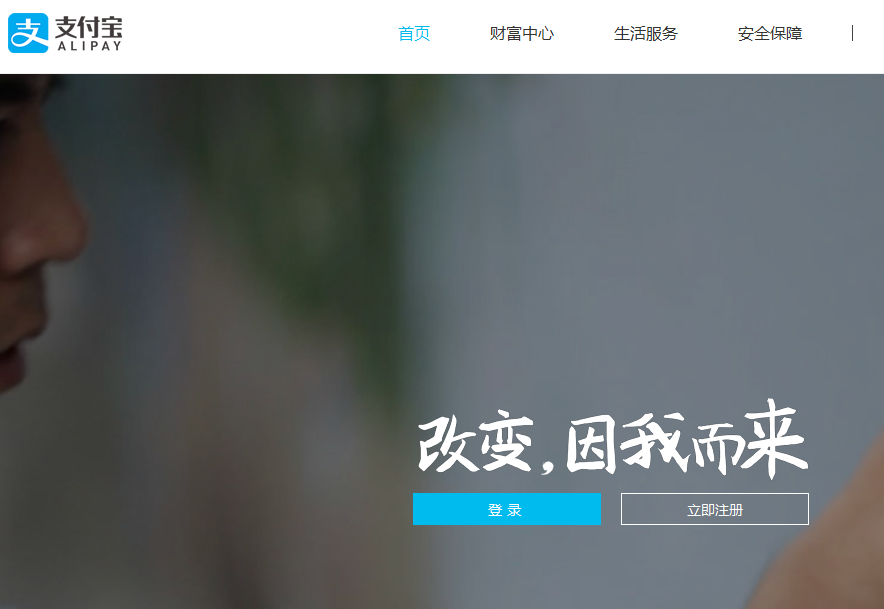 支付宝
ALIPAY
首页 财富中心 生活服务 安全保障 |
改变,因我而来
登 录 立即注册